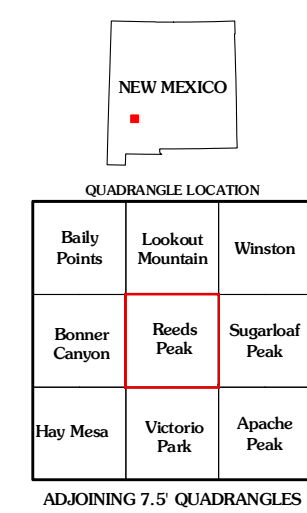 NEW MEXICO
QUADRANGLE LOCATION
Baily
Points
Lookout
Mountain
Winston
Bonner
Canyon
Reeds
Peak
Sugarloaf
Peak
Hay Mesa
Victorio
Park
Apache
Peak
ADJOINING 7.5' QUADRANGLES